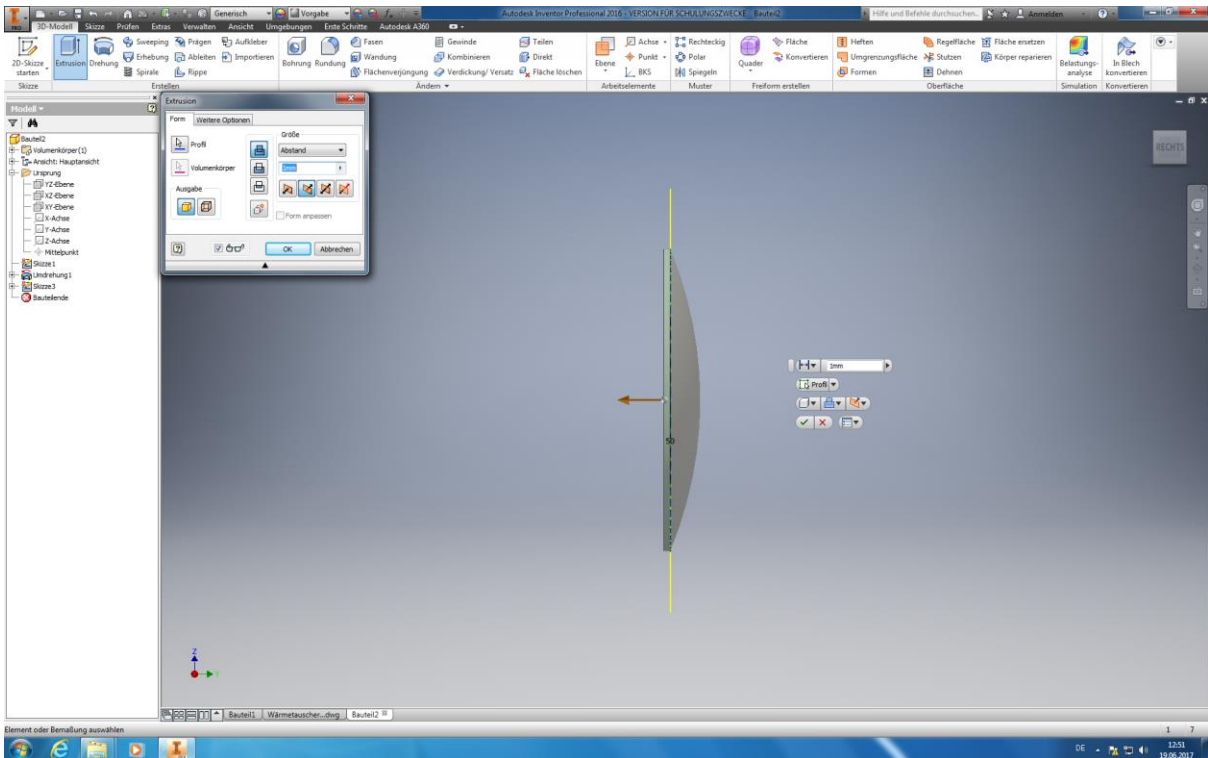 Generisch Vorgabe Autodesk Inventor Professional 2016 - VERSION FÜR SCHULUNGSZWECKE Bauteil2 Hilfe und Befehle durchsuchen... Anmelden
3D-Modell Skizze Prüfen Extras Verwalten Ansicht Umgebungen Erste Schritte Autodesk A360
2D-Skizze starten
Extrusion
Drehung
Sweeping
Erhebung
Spirale
Prägen
Ableiten
Rippe
Aufkleber
Importieren
Bohrung
Rundung
Fasen
Wandung
Flächenverjüngung
Gewinde
Kombinieren
Verdickung/ Versatz
Teilen
Direkt
Fläche löschen
Ebene
Achse
Punkt
BKS
Rechteckig
Polar
Spiegeln
Quader
Fläche
Konvertieren
Heften
Umgrenzungsfläche
Formen
Regelfläche
Stutzen
Dehnen
Fläche ersetzen
Körper reparieren
Belastungs-
analyse
In Blech
konvertieren
Skizze Erstellen Ändern Arbeitselemente Muster Freiform erstellen Oberfläche Simulation Konvertieren
Modell
Bauteil2
Volumenkörper(1)
Ansicht: Hauptansicht
Ursprung
YZ-Ebene
XZ-Ebene
XY-Ebene
X-Achse
Y-Achse
Z-Achse
Mittelpunkt
Skizze1
Umdrehung1
Skizze3
Bauteilende
Extrusion
Form Weitere Optionen
Profil
Volumenkörper
Ausgabe
Größe
Abstand
1mm
Form anpassen
OK Abbrechen
RECHTS
1mm
Profil
50
Z
Y
Bauteil1 Wärmetauscher...dwg Bauteil2
Element oder Bemaßung auswählen 1 7
DE 12:51
19.06.2017